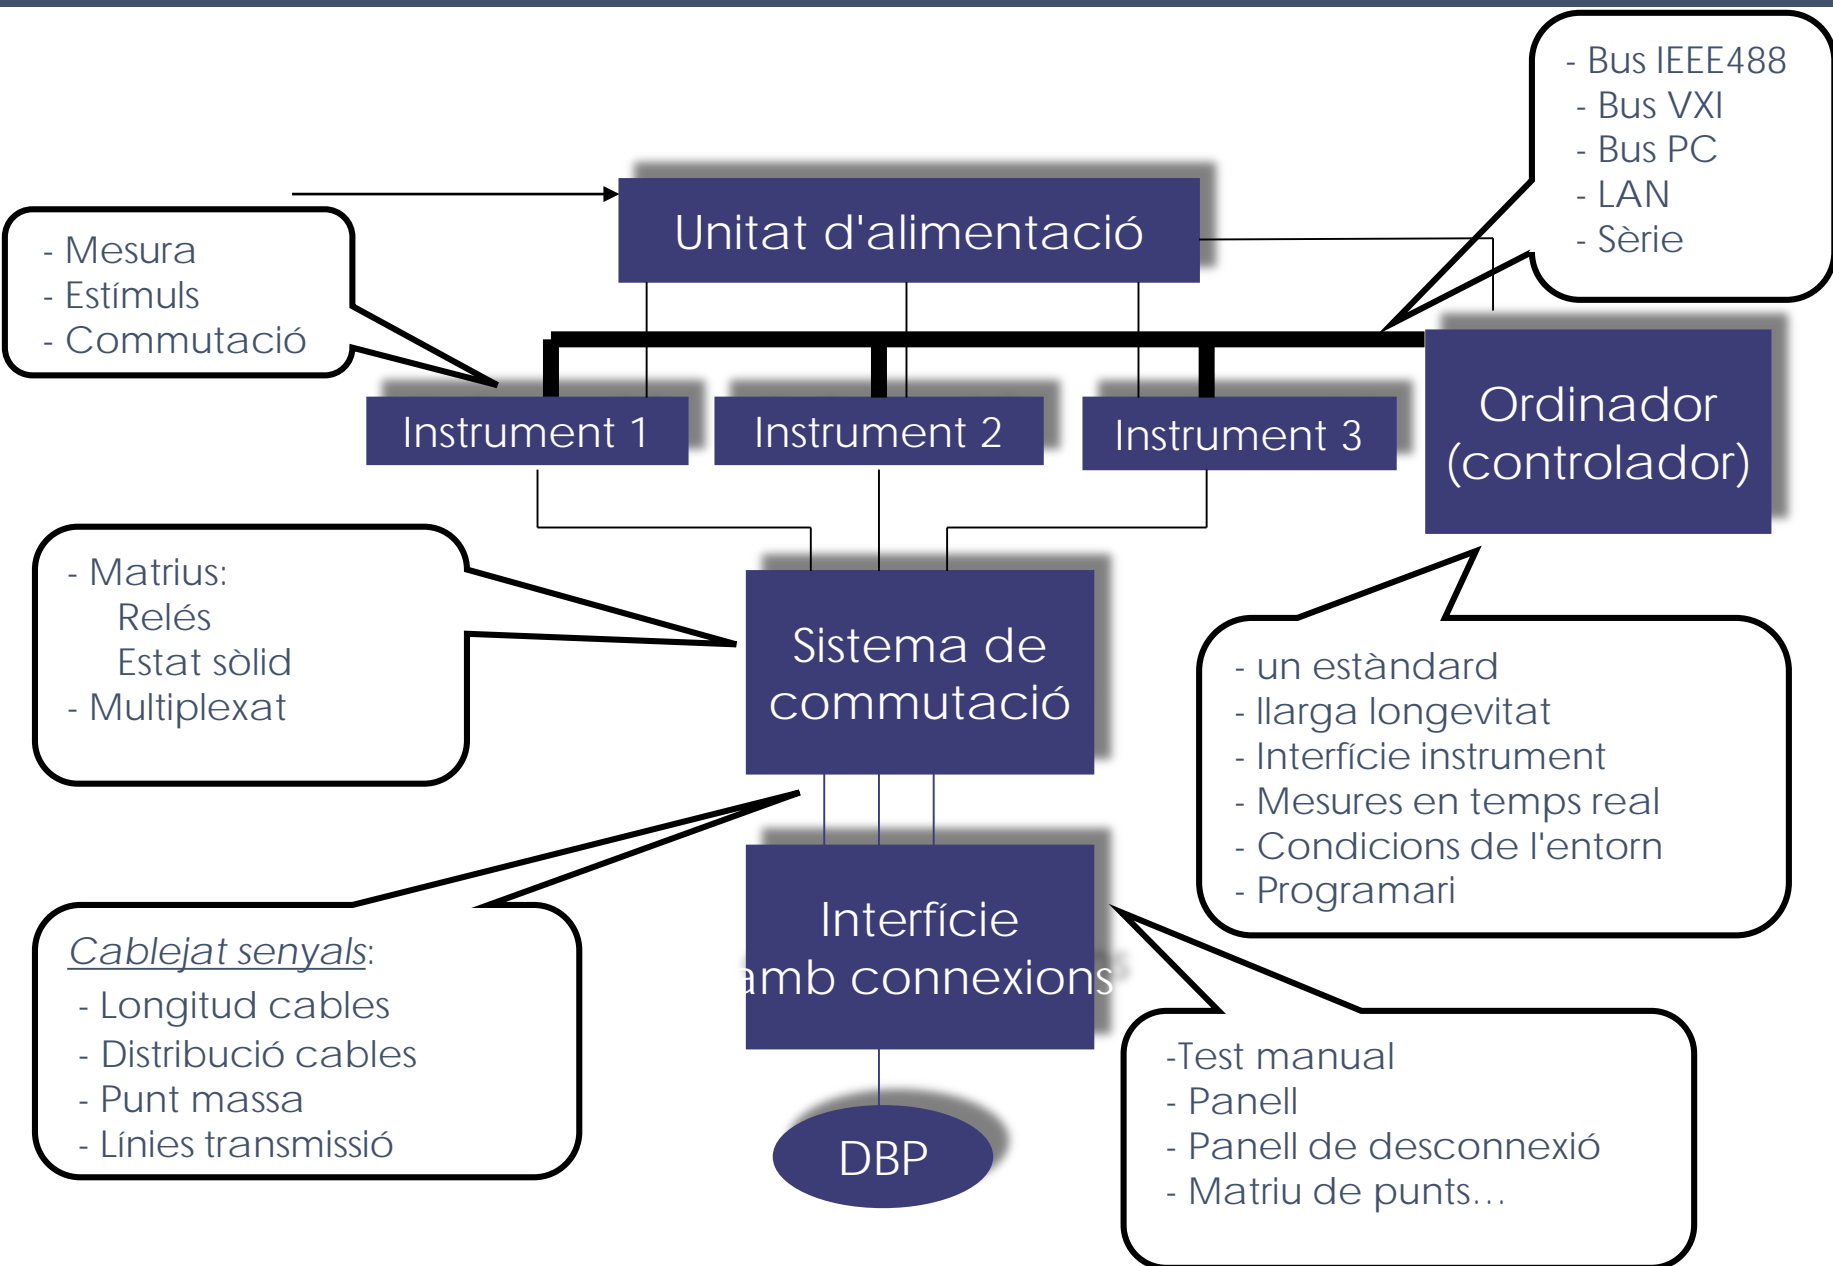 - Bus IEEE488
- Bus VXI
- Bus PC
- LAN
- Sèrie
Unitat d'alimentació
- Mesura
- Estímuls
- Commutació
Instrument 1
Instrument 2
Instrument 3
Ordinador
(controlador)
- Matrius:
Relés
Estat sòlid
- Multiplexat
Sistema de
commutació
- un estàndard
- llarga longevitat
- Interfície instrument
- Mesures en temps real
- Condicions de l'entorn
- Programari
Interfície
amb connexions
Cablejat senyals:
- Longitud cables
- Distribució cables
- Punt massa
- Línies transmissió
-Test manual
- Panell
- Panell de desconnexió
- Matriu de punts...
DBP